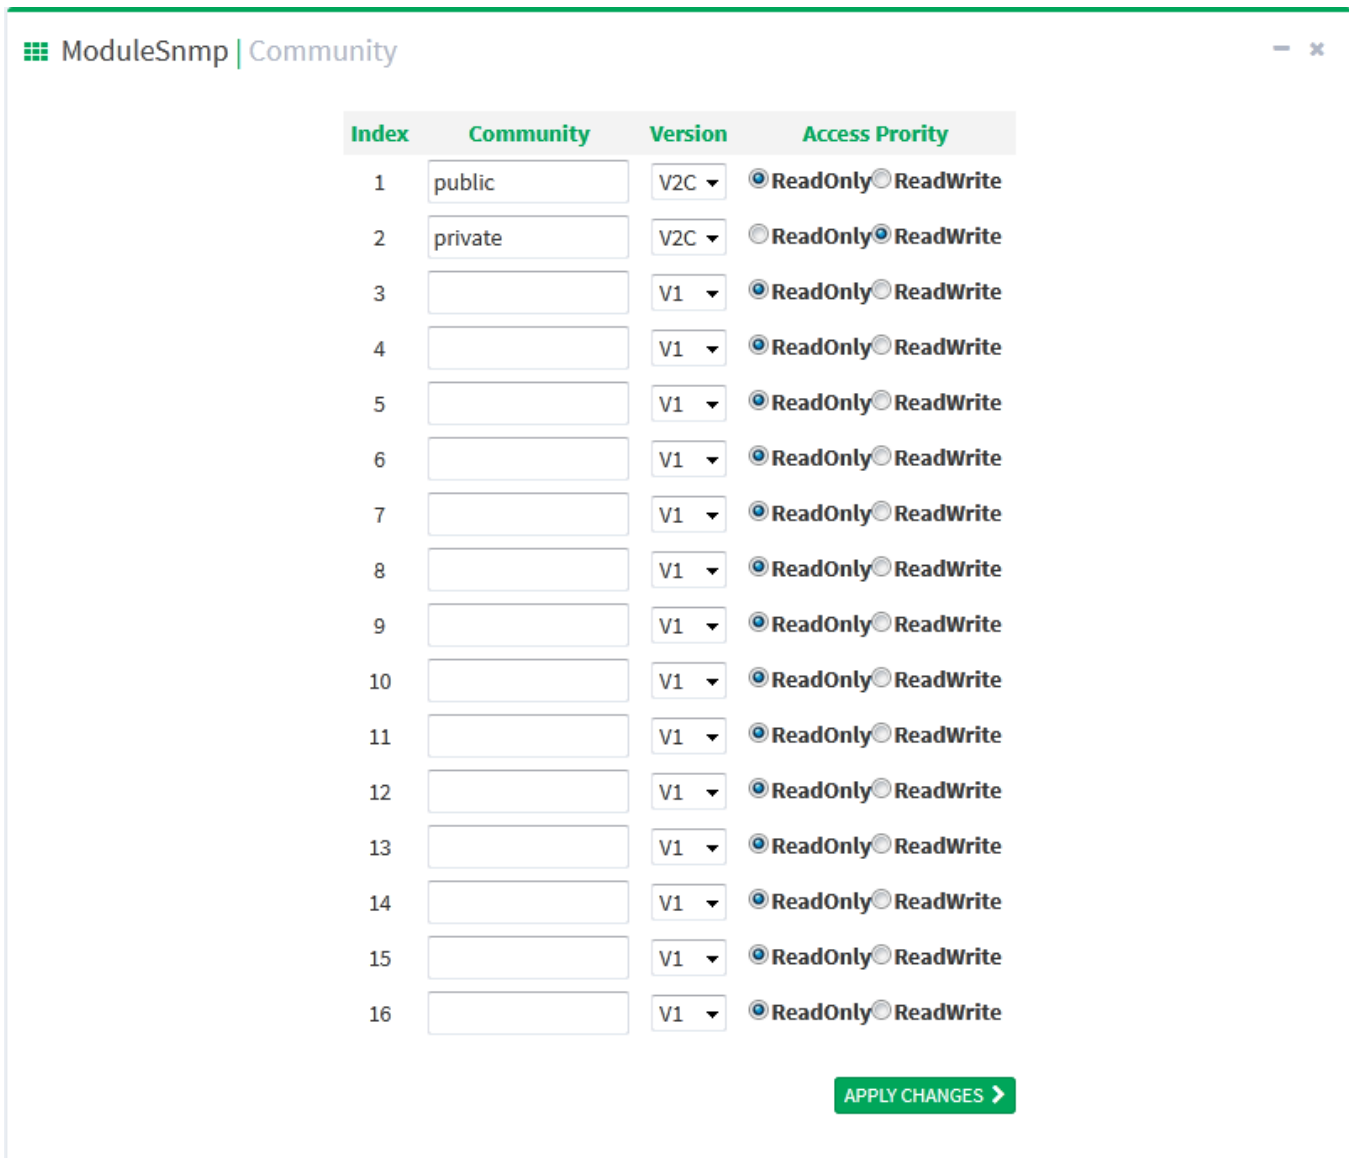 ModuleSnmp | Community
Index Community Version Access Prority
1 public V2C ReadOnly ReadWrite
2 private V2C ReadOnly ReadWrite
3 V1 ReadOnly ReadWrite
4 V1 ReadOnly ReadWrite
5 V1 ReadOnly ReadWrite
6 V1 ReadOnly ReadWrite
7 V1 ReadOnly ReadWrite
8 V1 ReadOnly ReadWrite
9 V1 ReadOnly ReadWrite
10 V1 ReadOnly ReadWrite
11 V1 ReadOnly ReadWrite
12 V1 ReadOnly ReadWrite
13 V1 ReadOnly ReadWrite
14 V1 ReadOnly ReadWrite
15 V1 ReadOnly ReadWrite
16 V1 ReadOnly ReadWrite
APPLY CHANGES